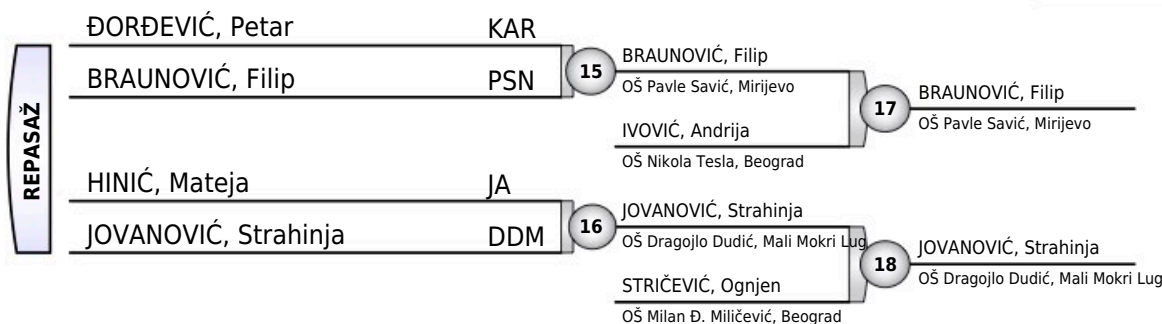 REPASAŽ
ĐORĐEVIĆ, Petar KAR
BRAUNOVIĆ, Filip PSN
15
BRAUNOVIĆ, Filip
OŠ Pavle Savić, Mirijevo
IVOVIĆ, Andrija
OŠ Nikola Tesla, Beograd
17
BRAUNOVIĆ, Filip
OŠ Pavle Savić, Mirijevo
HINIĆ, Mateja JA
JOVANOVIĆ, Strahinja DDM
16
JOVANOVIĆ, Strahinja
OŠ Dragojlo Dudić, Mali Mokri Lug
STRIČEVIĆ, Ognjen
OŠ Milan Đ. Miličević, Beograd
18
JOVANOVIĆ, Strahinja
OŠ Dragojlo Dudić, Mali Mokri Lug